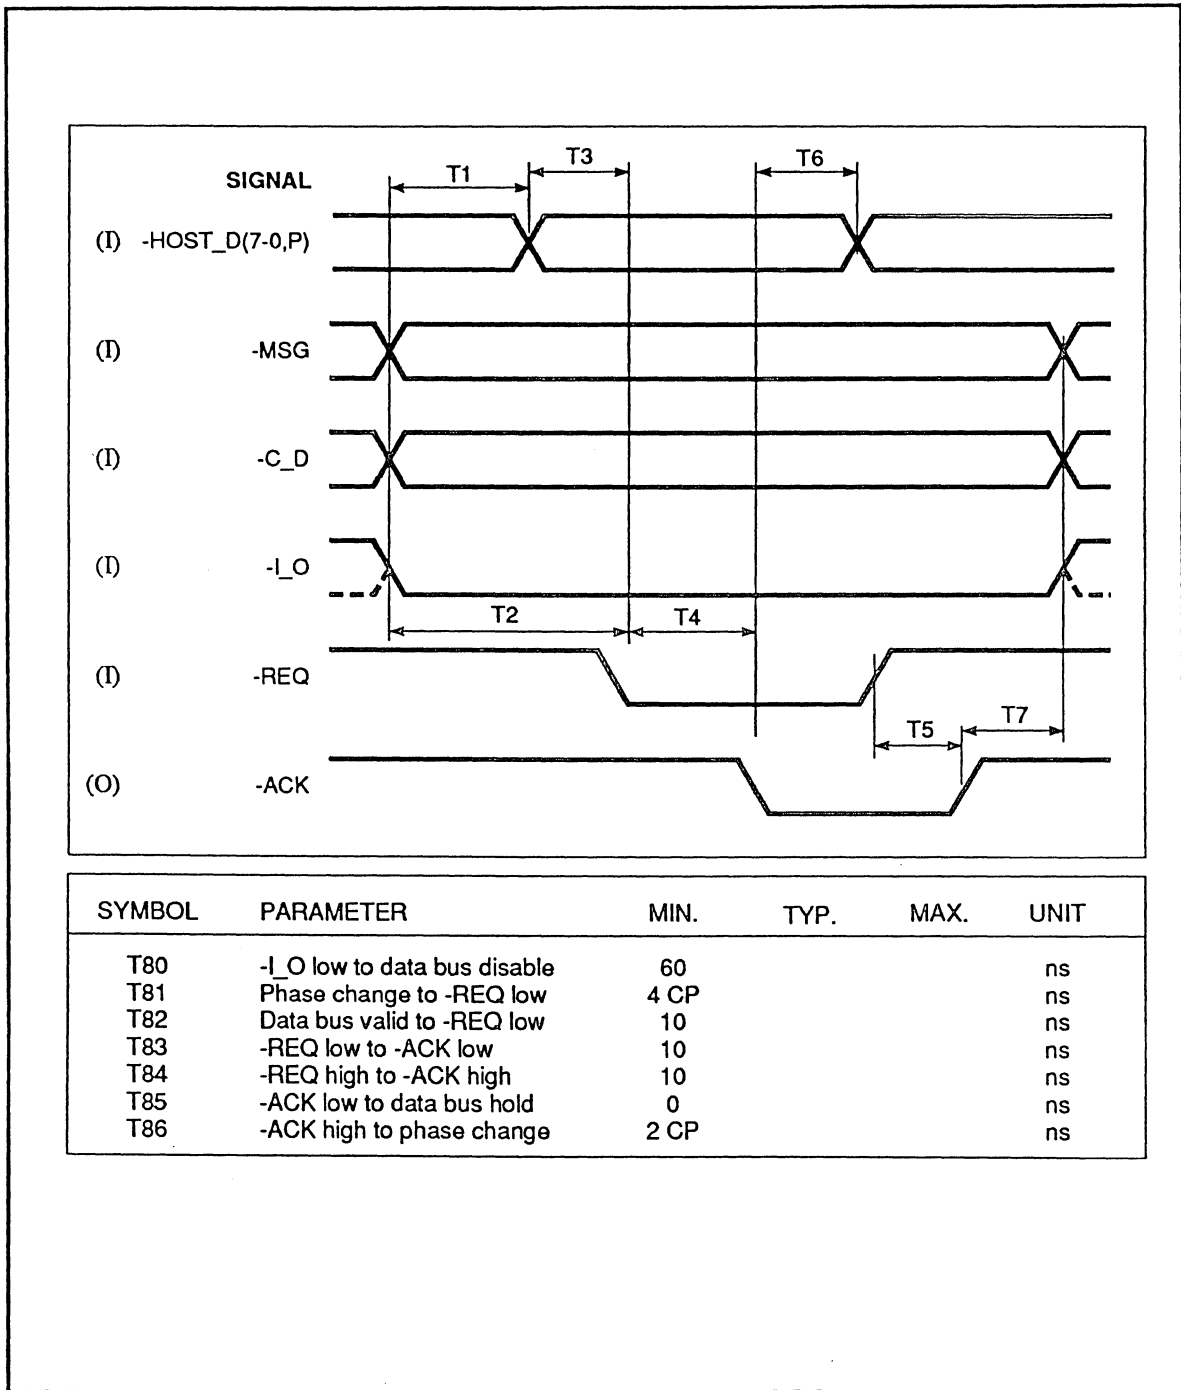 T3 T6
SIGNAL T1
(I) -HOST_D(7-0,P)
(I) -MSG
(I) -C_D
(I) -I_O
T2 T4
(I) -REQ
T5 T7
(O) -ACK
SYMBOL PARAMETER MIN. TYP. MAX. UNIT
T80 -I_O low to data bus disable 60 ns
T81 Phase change to -REQ low 4 CP ns
T82 Data bus valid to -REQ low 10 ns
T83 -REQ low to -ACK low 10 ns
T84 -REQ high to -ACK high 10 ns
T85 -ACK low to data bus hold 0 ns
T86 -ACK high to phase change 2 CP ns